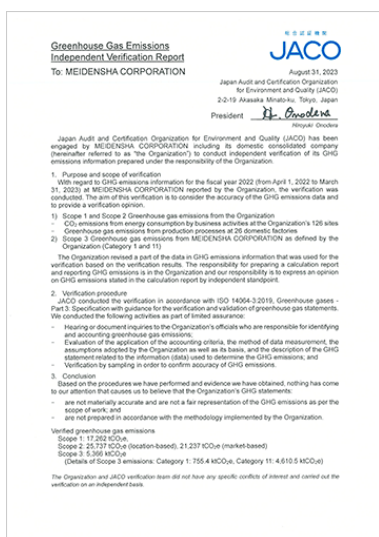 総合認証機関
JACO
Greenhouse Gas Emissions
Independent Verification Report
To: MEIDENSHA CORPORATION
August 31, 2023
Japan Audit and Certification Organization
for Environment and Quality (JACO)
2-2-19 Akasaka Minato-ku, Tokyo, Japan
President H. Onodera
Hiroyuki Onodera
Japan Audit and Certification Organization for Environment and Quality (JACO) has been
engaged by MEIDENSHA CORPORATION including its domestic consolidated company
(hereinafter referred to as "the Organization") to conduct independent verification of its GHG
emissions information prepared under the responsibility of the Organization.
1. Purpose and scope of verification
With regard to GHG emissions information for the fiscal year 2022 (from April 1, 2022 to March
31, 2023) at MEIDENSHA CORPORATION reported by the Organization, the verification was
conducted. The aim of this verification is to consider the accuracy of the GHG emissions data and
to provide a verification opinion.
1) Scope 1 and Scope 2 Greenhouse gas emissions from the Organization
- CO₂ emissions from energy consumption by business activities at the Organization's 126 sites
- Greenhouse gas emissions from production processes at 26 domestic factories
2) Scope 3 Greenhouse gas emissions from MEIDENSHA CORPORATION as defined by the
Organization (Category 1 and 11)
The Organization revised a part of the data in GHG emissions information that was used for the
verification based on the verification results. The responsibility for preparing a calculation report
and reporting GHG emissions is in the Organization and our responsibility is to express an opinion
on GHG emissions stated in the calculation report by independent standpoint.
2. Verification procedure
JACO conducted the verification in accordance with ISO 14064-3:2019, Greenhouse gases -
Part 3: Specification with guidance for the verification and validation of greenhouse gas statements.
We conducted the following activities as part of limited assurance:
- Hearing or document inquiries to the Organization's officials who are responsible for identifying
and accounting greenhouse gas emissions;
- Evaluation of the application of the accounting criteria, the method of data measurement, the
assumptions adopted by the Organization as well as its basis, and the description of the GHG
statement related to the information (data) used to determine the GHG emissions; and
- Verification by sampling in order to confirm accuracy of GHG emissions.
3. Conclusion
Based on the procedures we have performed and evidence we have obtained, nothing has come
to our attention that causes us to believe that the Organization's GHG statements:
- are not materially accurate and are not a fair representation of the GHG emissions as per the
scope of work; and
- are not prepared in accordance with the methodology implemented by the Organization.
Verified greenhouse gas emissions
Scope 1: 17,262 tCO₂e,
Scope 2: 25,737 tCO₂e (location-based), 21,237 tCO₂e (market-based)
Scope 3: 5,366 ktCO₂e
(Details of Scope 3 emissions: Category 1: 755.4 ktCO₂e, Category 11: 4,610.5 ktCO₂e)
The Organization and JACO verification team did not have any specific conflicts of interest and carried out the
verification on an independent basis.